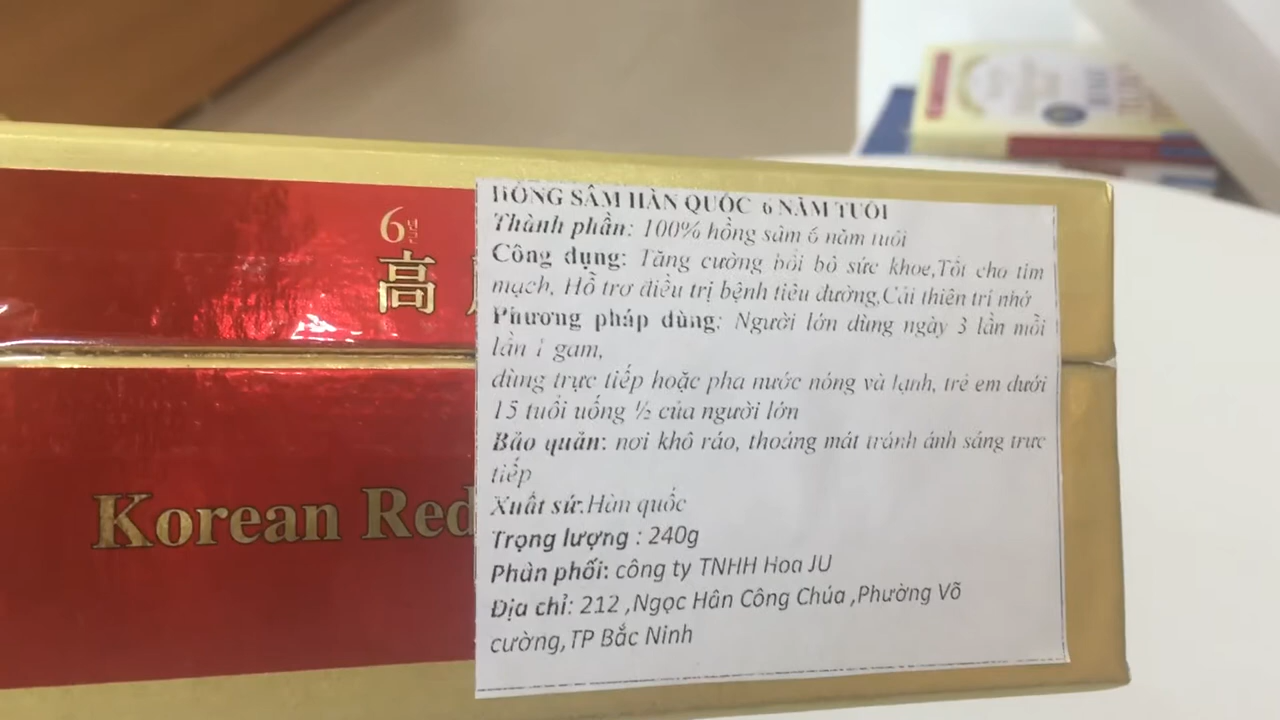 6년근
高
Korean Red
HỒNG SÂM HÀN QUỐC 6 NĂM TUỔI
Thành phần: 100% hồng sâm 6 năm tuổi
Công dụng: Tăng cường bồi bổ sức khỏe,Tốt cho tim
mạch, Hỗ trợ điều trị bệnh tiêu đường,Cải thiên trí nhớ
Phương pháp dùng: Người lớn dùng ngày 3 lần mỗi
lần 1 gam,
dùng trực tiếp hoặc pha nước nóng và lạnh, trẻ em dưới
15 tuổi uống ½ của người lớn
Bảo quản: nơi khô ráo, thoáng mát tránh ánh sáng trực
tiếp
Xuất sứ:Hàn quốc
Trọng lượng : 240g
Phân phối: công ty TNHH Hoa JU
Địa chỉ: 212 ,Ngọc Hân Công Chúa ,Phường Võ
cường,TP Bắc Ninh